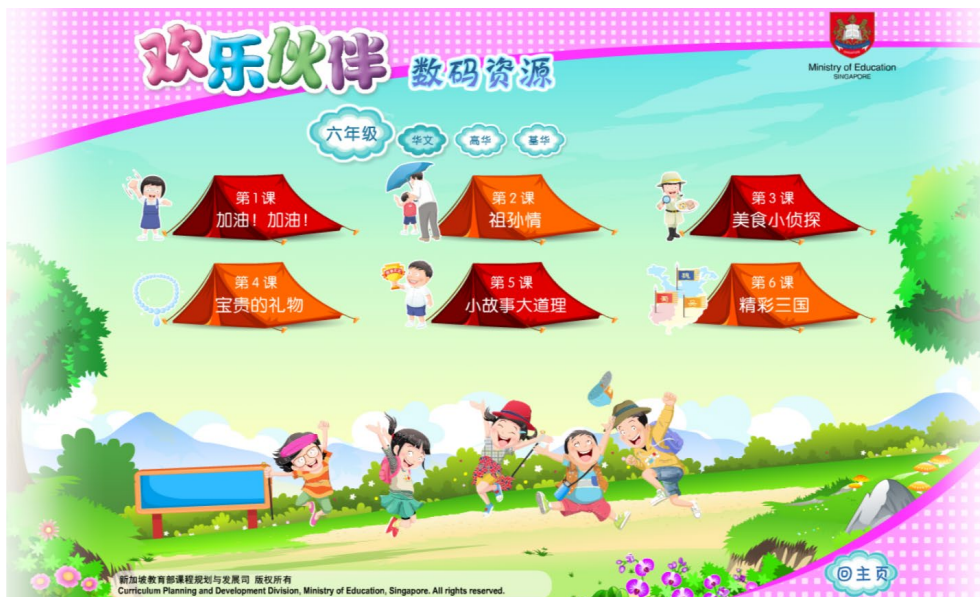 欢乐伙伴 数码资源
Ministry of Education
SINGAPORE
六年级 华文 高华 基华
第1课
加油！加油！
第2课
祖孙情
第3课
美食小侦探
第4课
宝贵的礼物
第5课
小故事大道理
第6课
精彩三国
新加坡教育部课程规划与发展司 版权所有
Curriculum Planning and Development Division, Ministry of Education, Singapore. All rights reserved.
回主页